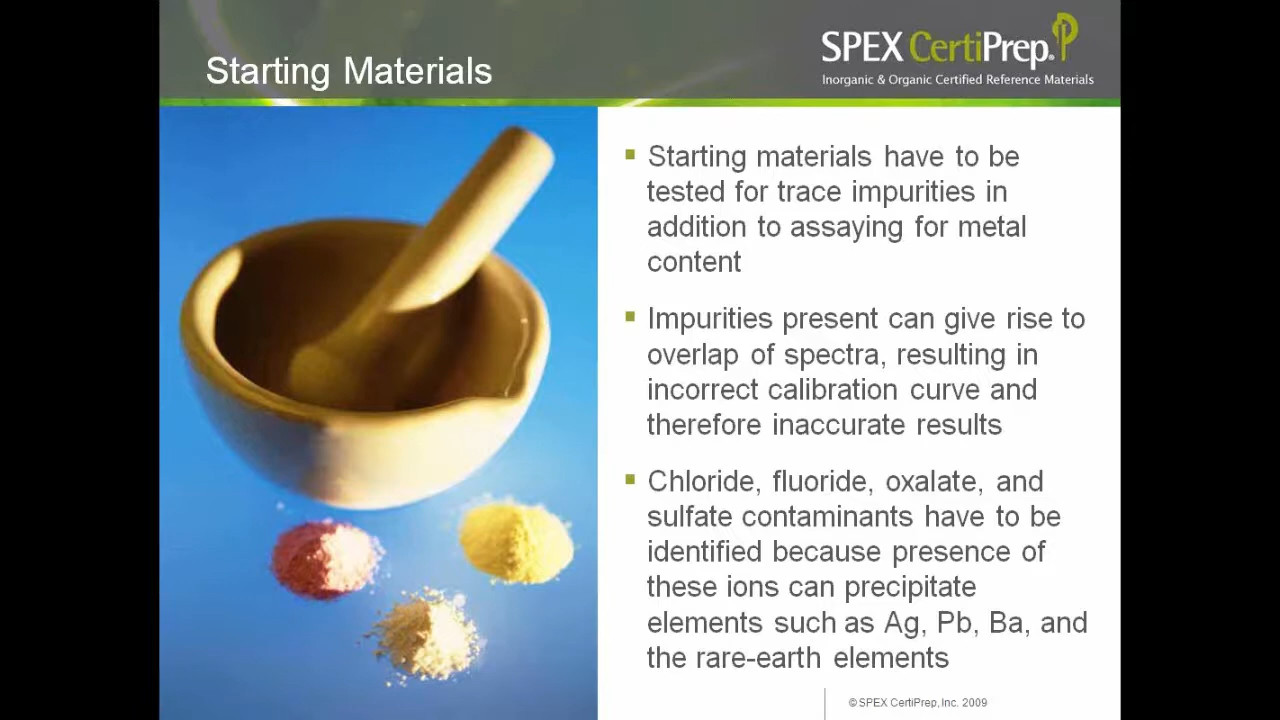 Starting Materials
SPEX CertiPrep®
Inorganic & Organic Certified Reference Materials
▪ Starting materials have to be
tested for trace impurities in
addition to assaying for metal
content
▪ Impurities present can give rise to
overlap of spectra, resulting in
incorrect calibration curve and
therefore inaccurate results
▪ Chloride, fluoride, oxalate, and
sulfate contaminants have to be
identified because presence of
these ions can precipitate
elements such as Ag, Pb, Ba, and
the rare-earth elements
© SPEX CertiPrep, Inc. 2009